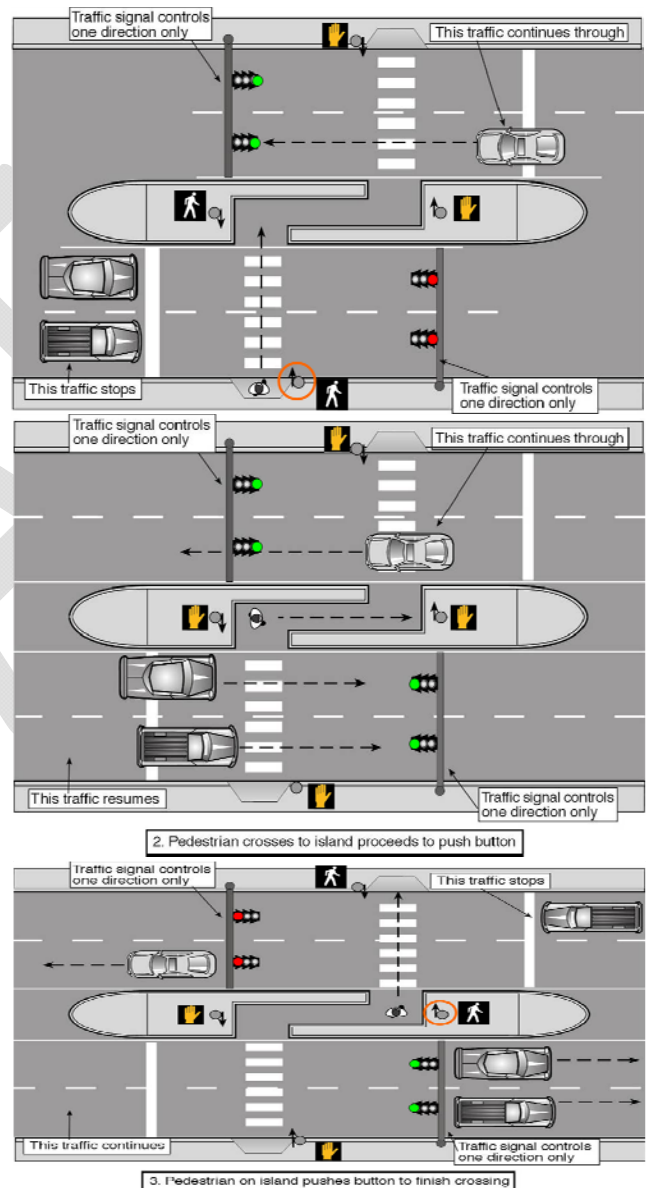 Traffic signal controls
one direction only
This traffic continues through
This traffic stops
Traffic signal controls
one direction only
Traffic signal controls
one direction only
This traffic continues through
This traffic resumes
Traffic signal controls
one direction only
2. Pedestrian crosses to island proceeds to push button
Traffic signal controls
one direction only
This traffic stops
This traffic continues
Traffic signal controls
one direction only
3. Pedestrian on island pushes button to finish crossing